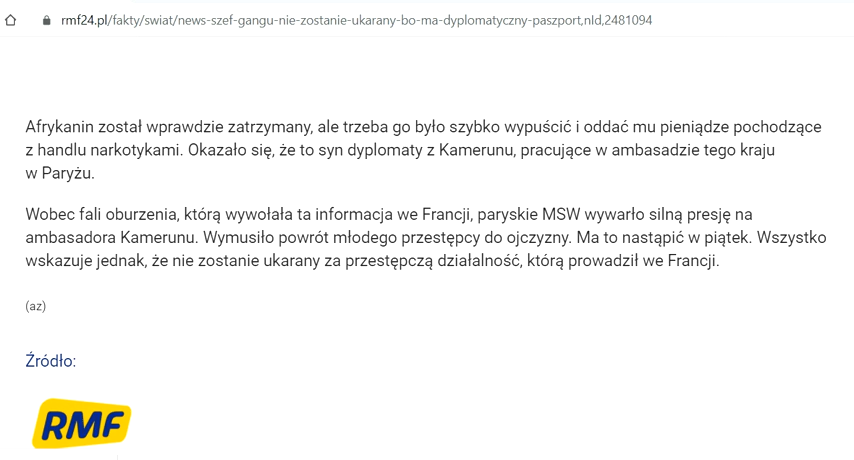 rmf24.pl/fakty/swiat/news-szef-gangu-nie-zostanie-ukarany-bo-ma-dyplomatyczny-paszport,nId,2481094
Afrykanin został wprawdzie zatrzymany, ale trzeba go było szybko wypuścić i oddać mu pieniądze pochodzące
z handlu narkotykami. Okazało się, że to syn dyplomaty z Kamerunu, pracujące w ambasadzie tego kraju
w Paryżu.
Wobec fali oburzenia, którą wywołała ta informacja we Francji, paryskie MSW wywarło silną presję na
ambasadora Kamerunu. Wymusiło powrót młodego przestępcy do ojczyzny. Ma to nastąpić w piątek. Wszystko
wskazuje jednak, że nie zostanie ukarany za przestępczą działalność, którą prowadził we Francji.
(az)
Źródło:
RMF